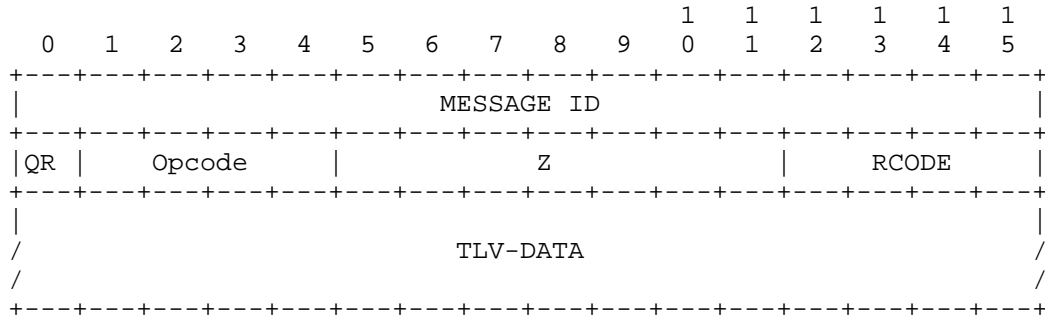 1   1   1   1   1   1
  0   1   2   3   4   5   6   7   8   9   0   1   2   3   4   5
+---+---+---+---+---+---+---+---+---+---+---+---+---+---+---+---+
|                          MESSAGE ID                           |
+---+---+---+---+---+---+---+---+---+---+---+---+---+---+---+---+
|QR |    Opcode     |            Z              |     RCODE     |
+---+---+---+---+---+---+---+---+---+---+---+---+---+---+---+---+
|                                                               |
/                           TLV-DATA                            /
/                                                               /
+---+---+---+---+---+---+---+---+---+---+---+---+---+---+---+---+